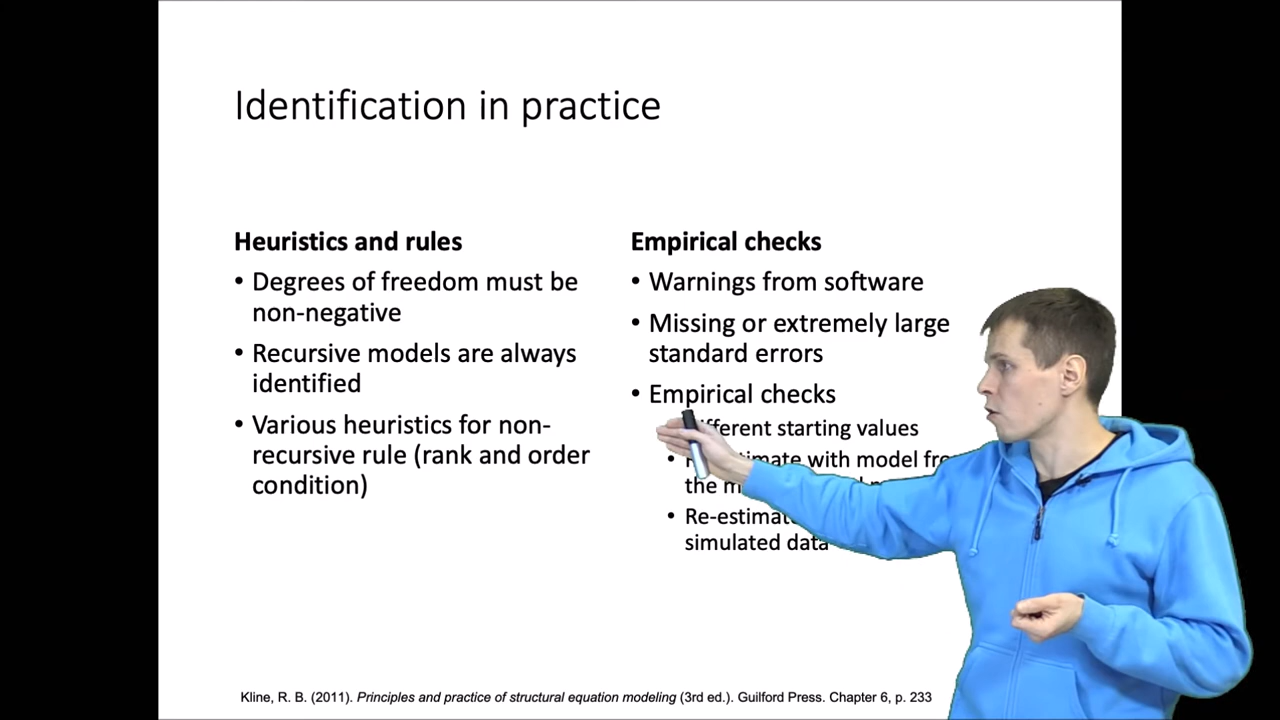 Identification in practice
Heuristics and rules
• Degrees of freedom must be
non-negative
• Recursive models are always
identified
• Various heuristics for non-
recursive rule (rank and order
condition)
Empirical checks
• Warnings from software
• Missing or extremely large
standard errors
• Empirical checks
starting values
• with model
the
• Re-estimate
simulated data
Kline, R. B. (2011). Principles and practice of structural equation modeling (3rd ed.). Guilford Press. Chapter 6, p. 233